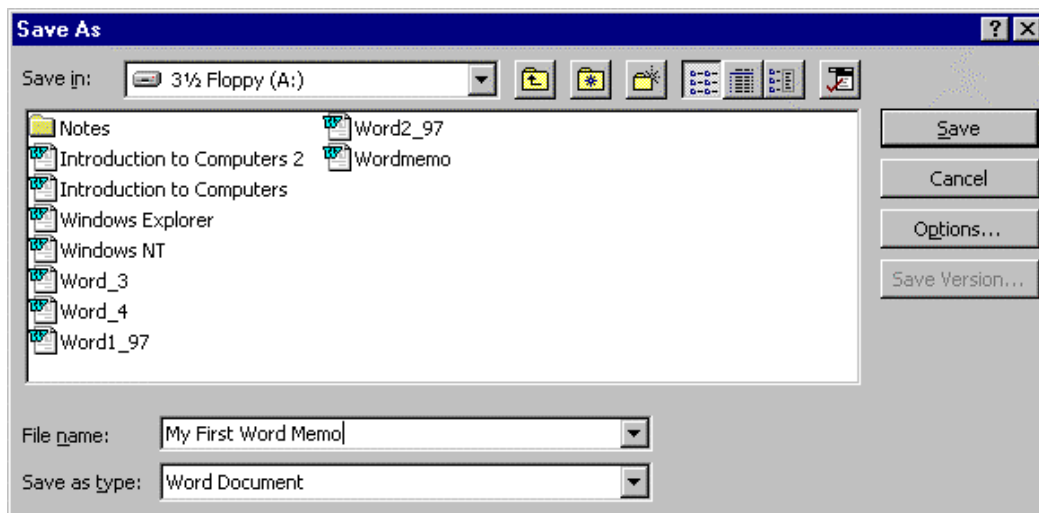 Save As
Save in: 3½ Floppy (A:)
Notes
Introduction to Computers 2
Introduction to Computers
Windows Explorer
Windows NT
Word_3
Word_4
Word1_97
Word2_97
Wordmemo
Save
Cancel
Options...
Save Version...
File name: My First Word Memo
Save as type: Word Document